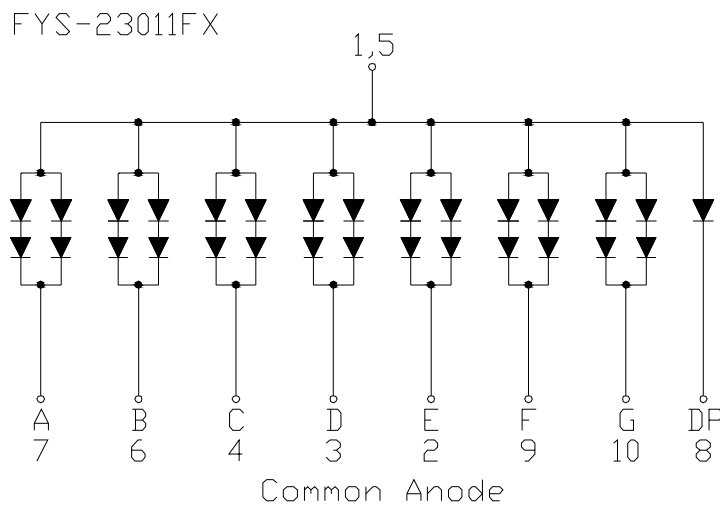 FYS-23011FX
1,5
A B C D E F G DP
7 6 4 3 2 9 10 8
Common Anode